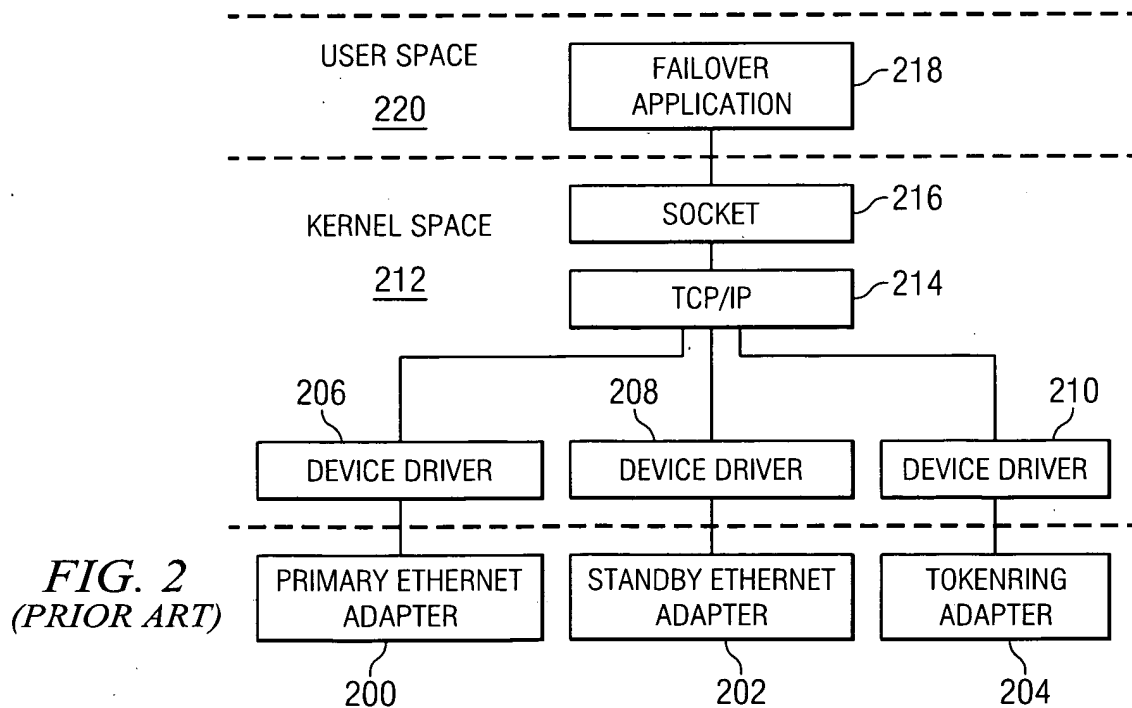 USER SPACE
220
FAILOVER
APPLICATION
218
KERNEL SPACE
212
SOCKET
216
TCP/IP
214
206
208
210
DEVICE DRIVER
DEVICE DRIVER
DEVICE DRIVER
FIG. 2
(PRIOR ART)
PRIMARY ETHERNET
ADAPTER
STANDBY ETHERNET
ADAPTER
TOKENRING
ADAPTER
200
202
204